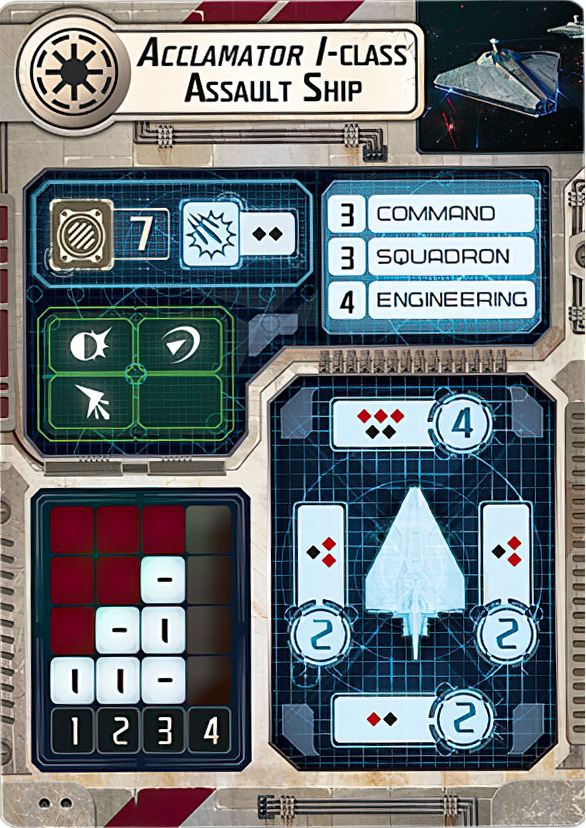 ACCLAMATOR I-CLASS
ASSAULT SHIP
7
3 COMMAND
3 SQUADRON
4 ENGINEERING
4
2 2
2
-
- I
I I -
1 2 3 4